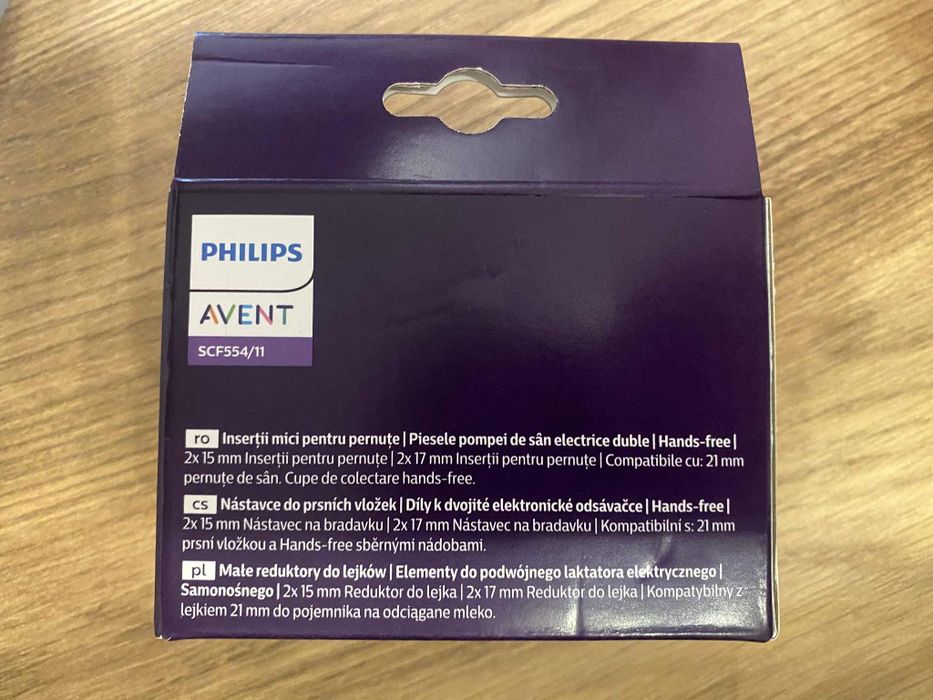 PHILIPS
AVENT
SCF554/11
ro Inserții mici pentru pernuțe | Piesele pompei de sân electrice duble | Hands-free |
2x 15 mm Inserții pentru pernuțe | 2x 17 mm Inserții pentru pernuțe | Compatibile cu: 21 mm
pernuțe de sân. Cupe de colectare hands-free.
cs Nástavce do prsních vložek | Díly k dvojité elektronické odsávačce | Hands-free |
2x 15 mm Nástavec na bradavku | 2x 17 mm Nástavec na bradavku | Kompatibilní s: 21 mm
prsní vložkou a Hands-free sběrnými nádobami.
pl Małe reduktory do lejków | Elementy do podwójnego laktatora elektrycznego |
Samonośnego | 2x 15 mm Reduktor do lejka | 2x 17 mm Reduktor do lejka | Kompatybilny z
lejkiem 21 mm do pojemnika na odciągane mleko.